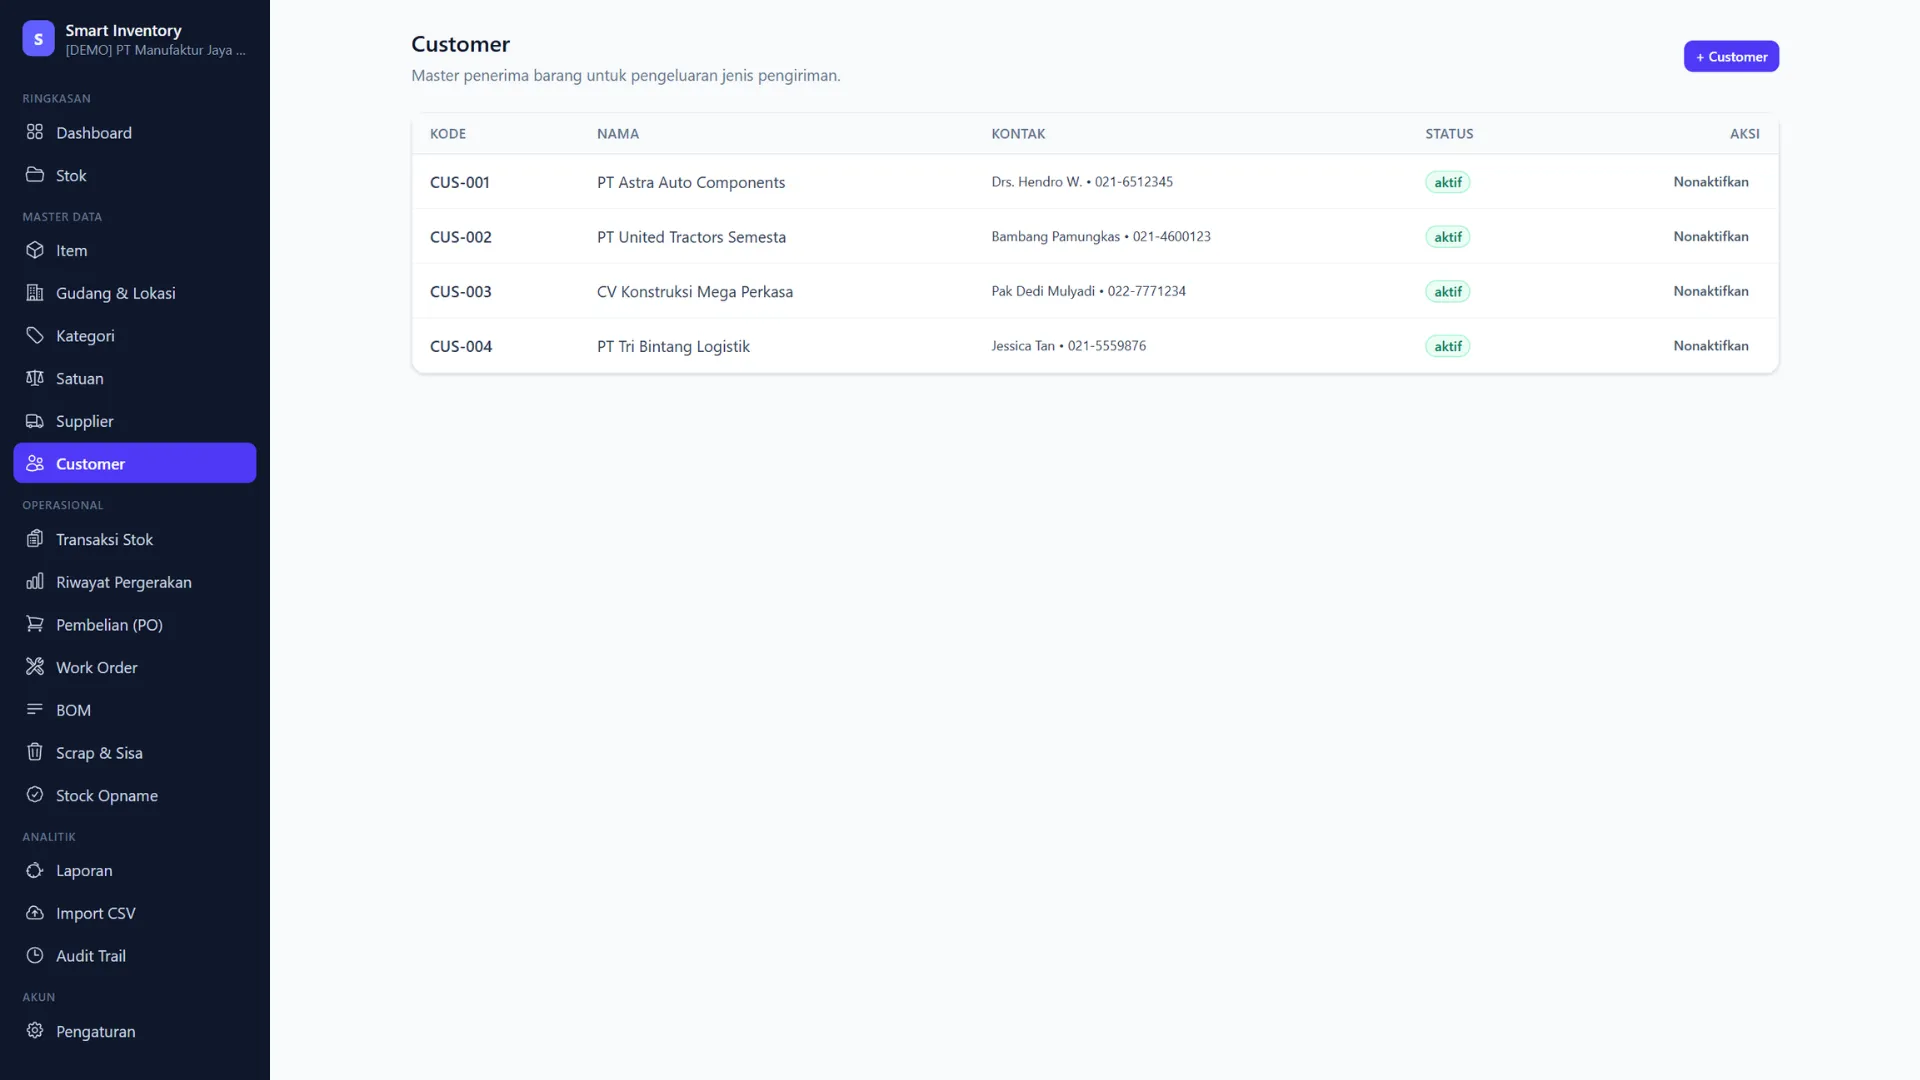 S
Smart Inventory
[DEMO] PT Manufaktur Jaya ...
RINGKASAN
Dashboard
Stok
MASTER DATA
Item
Gudang & Lokasi
Kategori
Satuan
Supplier
Customer
OPERASIONAL
Transaksi Stok
Riwayat Pergerakan
Pembelian (PO)
Work Order
BOM
Scrap & Sisa
Stock Opname
ANALITIK
Laporan
Import CSV
Audit Trail
AKUN
Pengaturan
Customer
Master penerima barang untuk pengeluaran jenis pengiriman.
+ Customer
KODE NAMA KONTAK STATUS AKSI
CUS-001 PT Astra Auto Components Drs. Hendro W. • 021-6512345 aktif Nonaktifkan
CUS-002 PT United Tractors Semesta Bambang Pamungkas • 021-4600123 aktif Nonaktifkan
CUS-003 CV Konstruksi Mega Perkasa Pak Dedi Mulyadi • 022-7771234 aktif Nonaktifkan
CUS-004 PT Tri Bintang Logistik Jessica Tan • 021-5559876 aktif Nonaktifkan